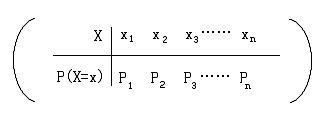 X x₁ x₂ x₃ …… xₙ
P(X=x) P₁ P₂ P₃ …… Pₙ